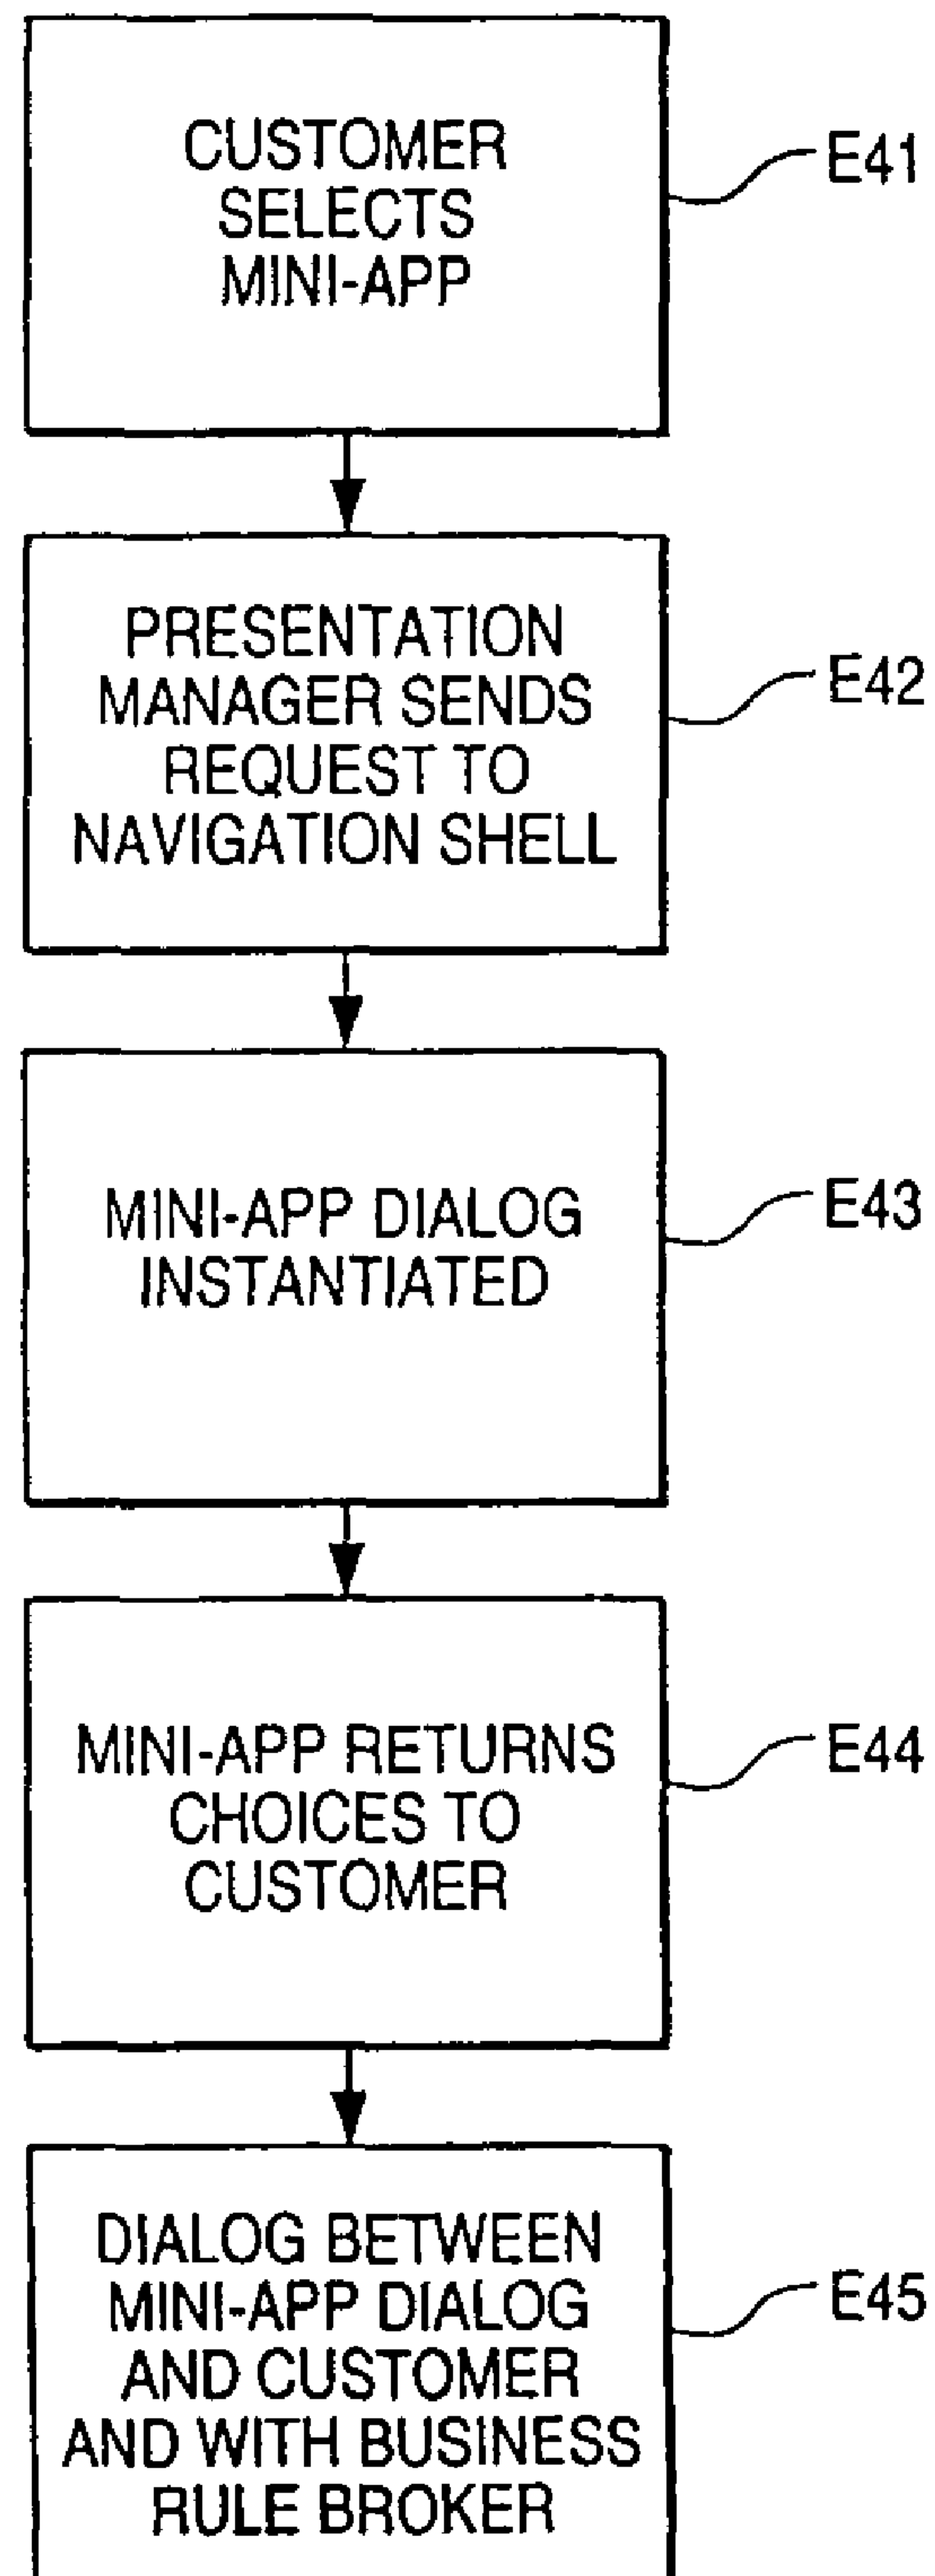 CUSTOMER
SELECTS
MINI-APP
E41
PRESENTATION
MANAGER SENDS
REQUEST TO
NAVIGATION SHELL
E42
MINI-APP DIALOG
INSTANTIATED
E43
MINI-APP RETURNS
CHOICES TO
CUSTOMER
E44
DIALOG BETWEEN
MINI-APP DIALOG
AND CUSTOMER
AND WITH BUSINESS
RULE BROKER
E45